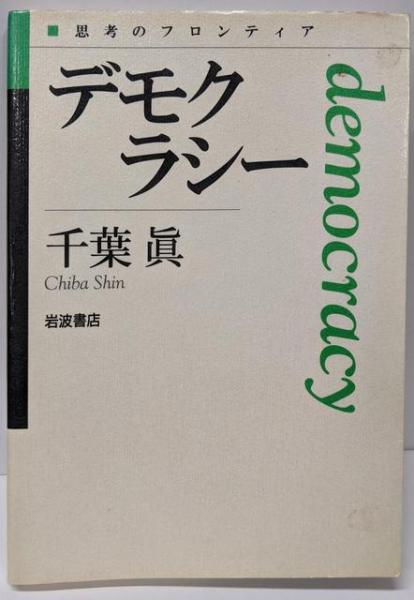 ■思考のフロンティア
デモク
ラシー
democracy
千葉 眞
Chiba Shin
岩波書店